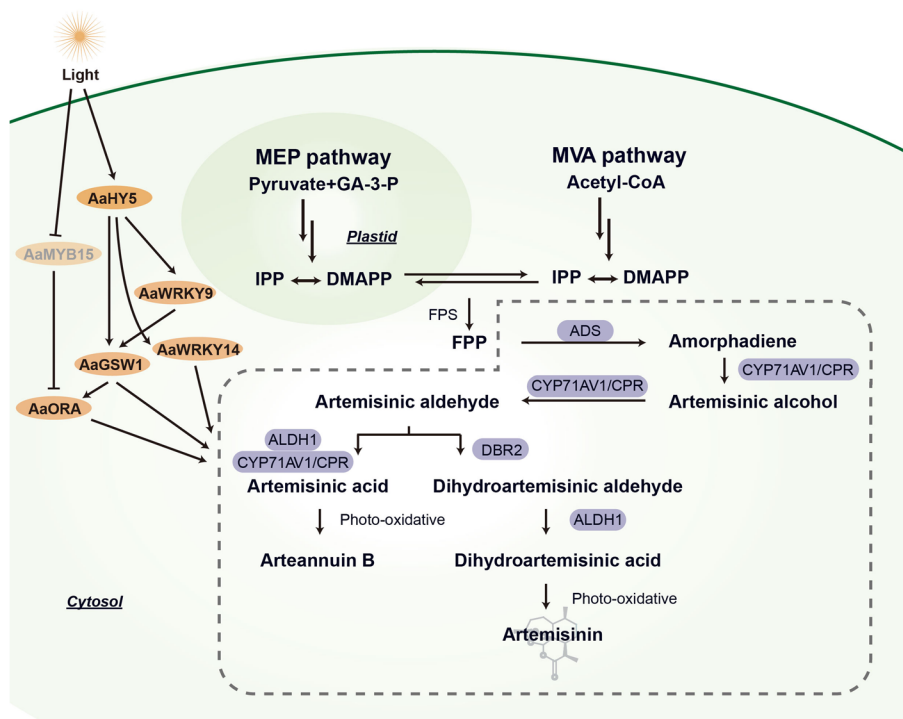 Light
MEP pathway
Pyruvate+GA-3-P
MVA pathway
Acetyl-CoA
AaHY5
Plastid
AaMYB15
IPP
DMAPP
IPP
DMAPP
AaWRKY9
FPS
FPP
ADS
Amorphadiene
AaWRKY14
AaGSW1
CYP71AV1/CPR
CYP71AV1/CPR
AaORA
Artemisinic aldehyde
Artemisinic alcohol
ALDH1
CYP71AV1/CPR
DBR2
Artemisinic acid
Dihydroartemisinic aldehyde
Photo-oxidative
ALDH1
Arteannuin B
Dihydroartemisinic acid
Cytosol
Photo-oxidative
Artemisinin